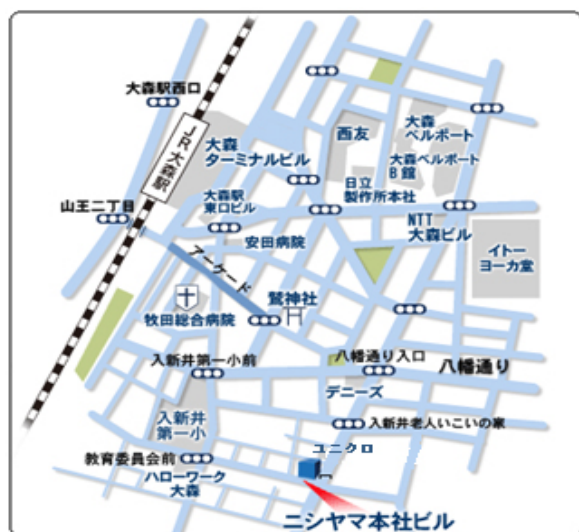 大森駅西口
JR大森駅
大森
ターミナルビル
西友
大森
ベルポート
大森ベルポート
B館
日立
製作所本社
山王二丁目
大森駅
東口ビル
安田病院
NTT
大森ビル
イトー
ヨーカ堂
アーケード
鷲神社
牧田総合病院
入新井第一小前
八幡通り入口
八幡通り
デニーズ
入新井
第一小
入新井老人いこいの家
ユニクロ
教育委員会前
ハローワーク
大森
ニシヤマ本社ビル